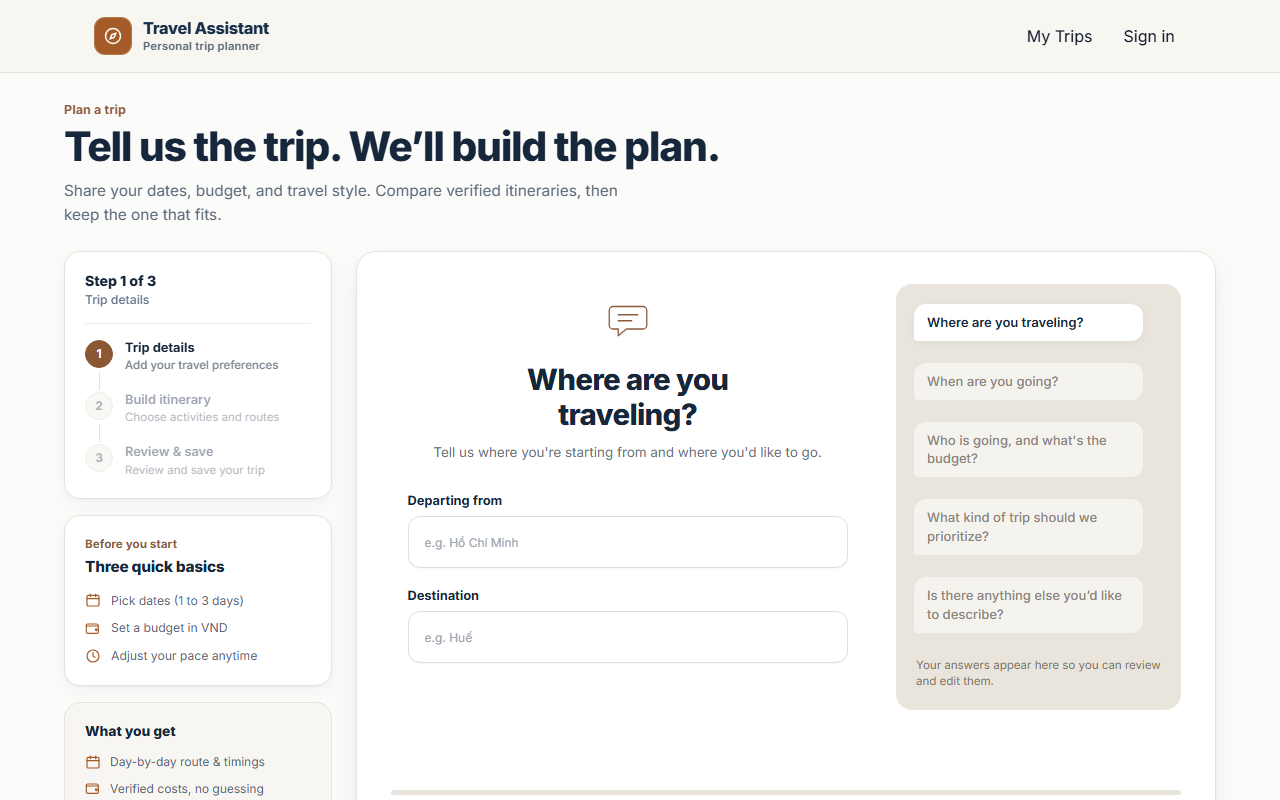 Travel Assistant
Personal trip planner
My Trips
Sign in
Plan a trip
Tell us the trip. We’ll build the plan.
Share your dates, budget, and travel style. Compare verified itineraries, then
keep the one that fits.
Step 1 of 3
Trip details
1
Trip details
Add your travel preferences
2
Build itinerary
Choose activities and routes
3
Review & save
Review and save your trip
Before you start
Three quick basics
Pick dates (1 to 3 days)
Set a budget in VND
Adjust your pace anytime
What you get
Day-by-day route & timings
Verified costs, no guessing
Where are you
traveling?
Tell us where you're starting from and where you'd like to go.
Departing from
e.g. Hồ Chí Minh
Destination
e.g. Huế
Where are you traveling?
When are you going?
Who is going, and what's the
budget?
What kind of trip should we
prioritize?
Is there anything else you’d like
to describe?
Your answers appear here so you can review
and edit them.